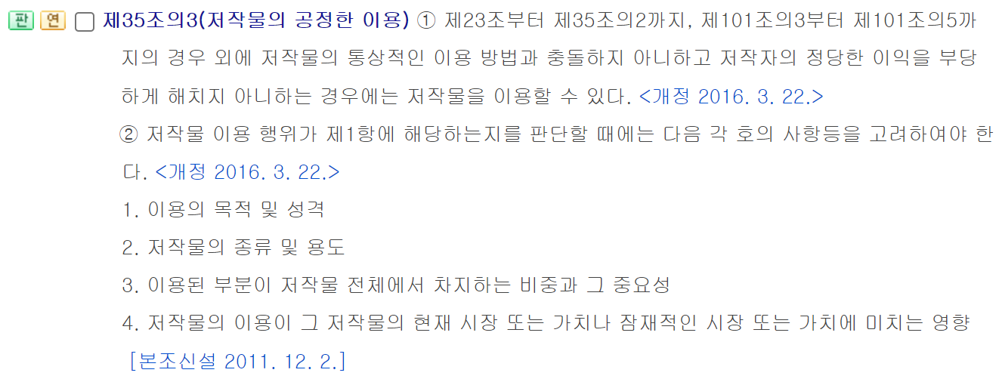 판 연 제35조의3(저작물의 공정한 이용) ① 제23조부터 제35조의2까지, 제101조의3부터 제101조의5까
지의 경우 외에 저작물의 통상적인 이용 방법과 충돌하지 아니하고 저작자의 정당한 이익을 부당
하게 해치지 아니하는 경우에는 저작물을 이용할 수 있다. <개정 2016. 3. 22.>
② 저작물 이용 행위가 제1항에 해당하는지를 판단할 때에는 다음 각 호의 사항등을 고려하여야 한
다. <개정 2016. 3. 22.>
1. 이용의 목적 및 성격
2. 저작물의 종류 및 용도
3. 이용된 부분이 저작물 전체에서 차지하는 비중과 그 중요성
4. 저작물의 이용이 그 저작물의 현재 시장 또는 가치나 잠재적인 시장 또는 가치에 미치는 영향
[본조신설 2011. 12. 2.]